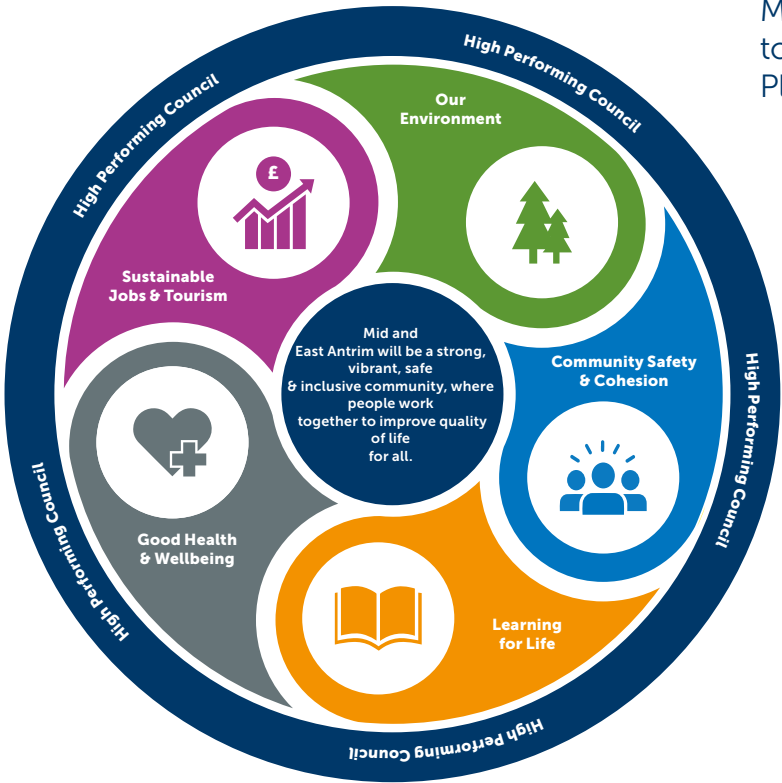 High Performing Council
High Performing Council
Our
Environment
Sustainable
Jobs & Tourism
£
Mid and
East Antrim will be a strong,
vibrant, safe
& inclusive community, where
people work
together to improve quality
of life
for all.
Community Safety
& Cohesion
High Performing Council
Good Health
& Wellbeing
High Performing Council
Learning
for Life
High Performing Council